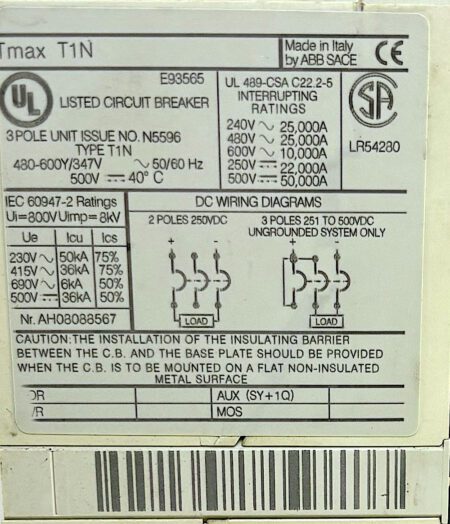 Tmax T1N
Made in Italy
by ABB SACE
CE
E93565
UL
LISTED CIRCUIT BREAKER
3 POLE UNIT ISSUE NO. N5596
TYPE T1N
480-600Y/347V ~ 50/60 Hz
500V ⎓ 40° C
UL 489-CSA C22.2-5
INTERRUPTING
RATINGS
240V ~ 25,000A
480V ~ 25,000A
600V ~ 10,000A
250V ⎓ 22,000A
500V ⎓ 50,000A
SA
LR54280
IEC 60947-2 Ratings
Ui=800V Uimp=8kV
Ue Icu Ics
230V ~ 50kA 75%
415V ~ 36kA 75%
690V ~ 6kA 50%
500V ⎓ 36kA 50%
Nr. AH08088567
DC WIRING DIAGRAMS
2 POLES 250VDC
+ -
LOAD
3 POLES 251 TO 500VDC
UNGROUNDED SYSTEM ONLY
+ -
LOAD
CAUTION: THE INSTALLATION OF THE INSULATING BARRIER
BETWEEN THE C.B. AND THE BASE PLATE SHOULD BE PROVIDED
WHEN THE C.B. IS TO BE MOUNTED ON A FLAT NON-INSULATED
METAL SURFACE
OR AUX (SY+1Q)
/R MOS